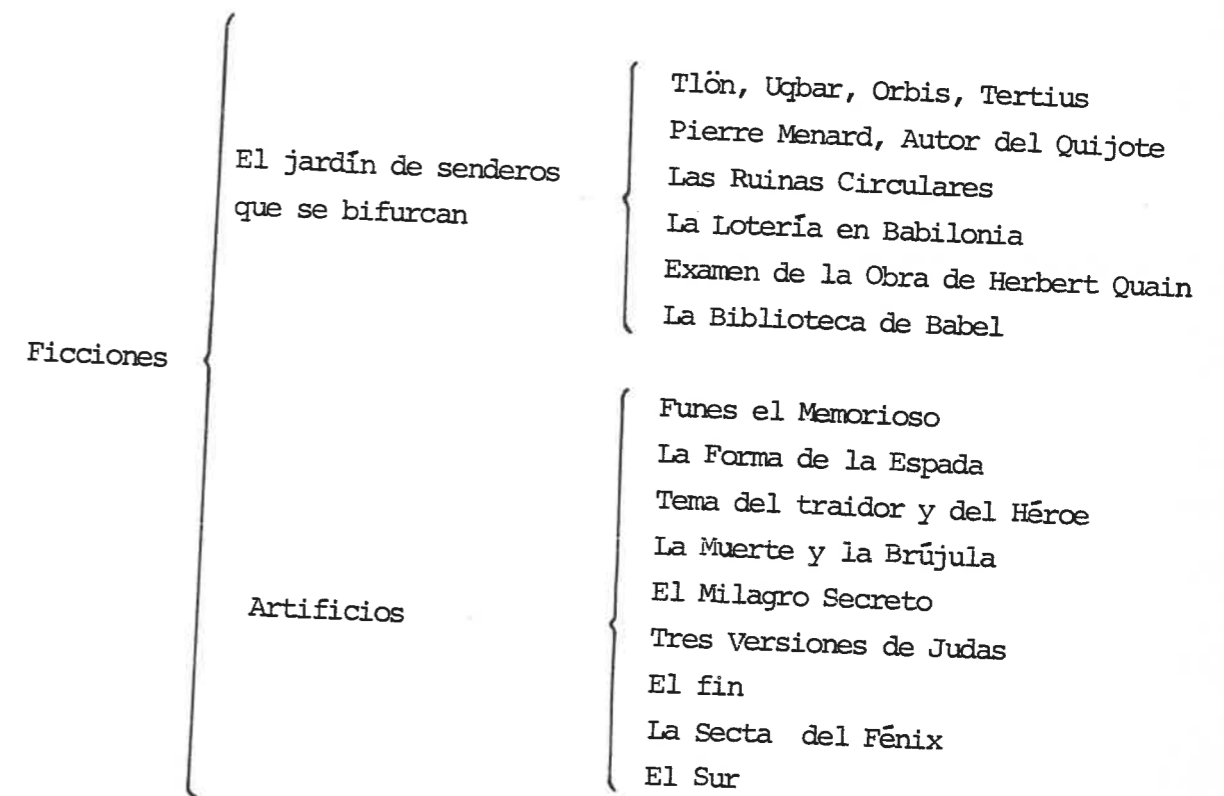 Ficciones
El jardín de senderos
que se bifurcan
Tlön, Uqbar, Orbis, Tertius
Pierre Menard, Autor del Quijote
Las Ruinas Circulares
La Lotería en Babilonia
Examen de la Obra de Herbert Quain
La Biblioteca de Babel
Artificios
Funes el Memorioso
La Forma de la Espada
Tema del traidor y del Héroe
La Muerte y la Brújula
El Milagro Secreto
Tres Versiones de Judas
El fin
La Secta del Fénix
El Sur